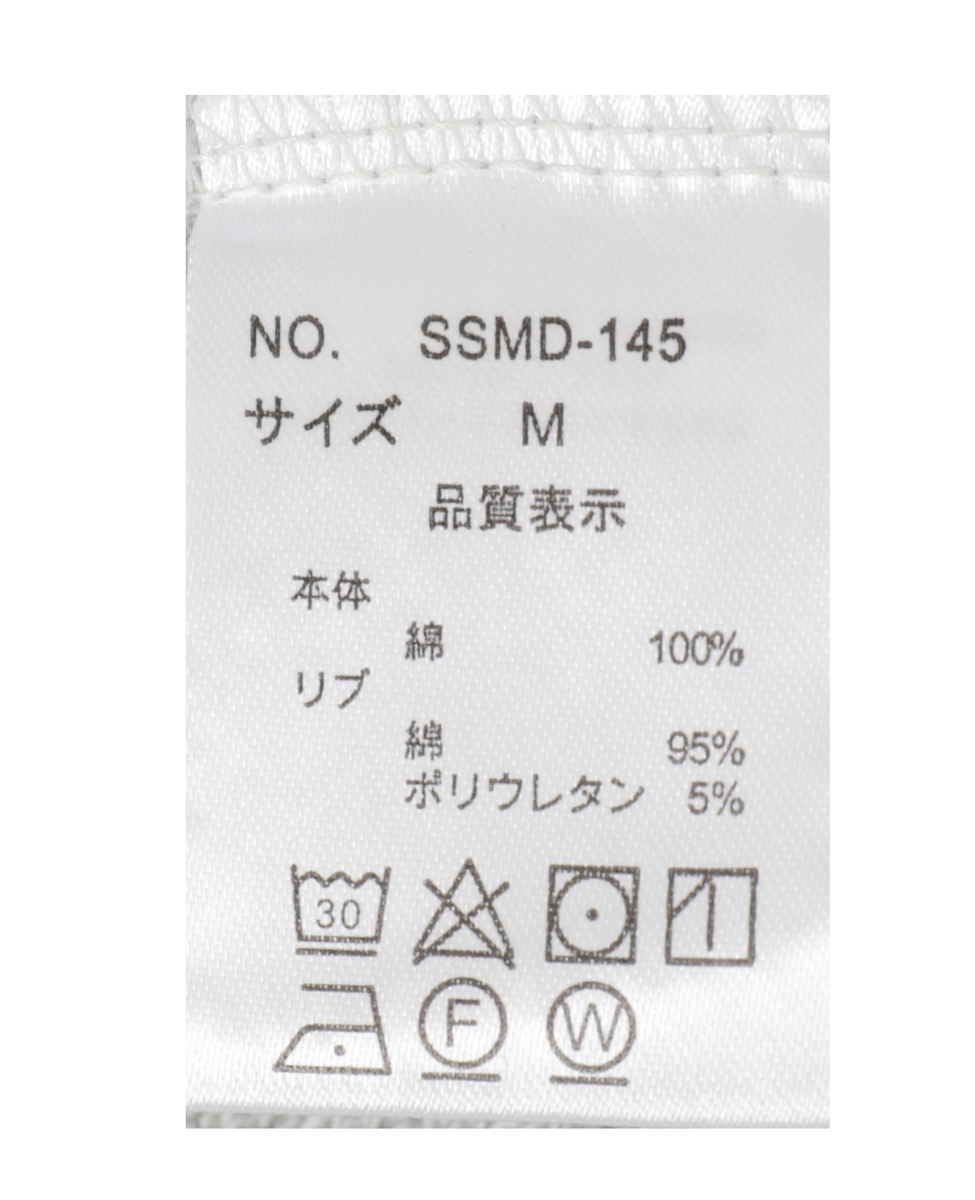 NO. SSMD-145
サイズ M
品質表示
本体
綿 100%
リブ
綿 95%
ポリウレタン 5%
30
F W